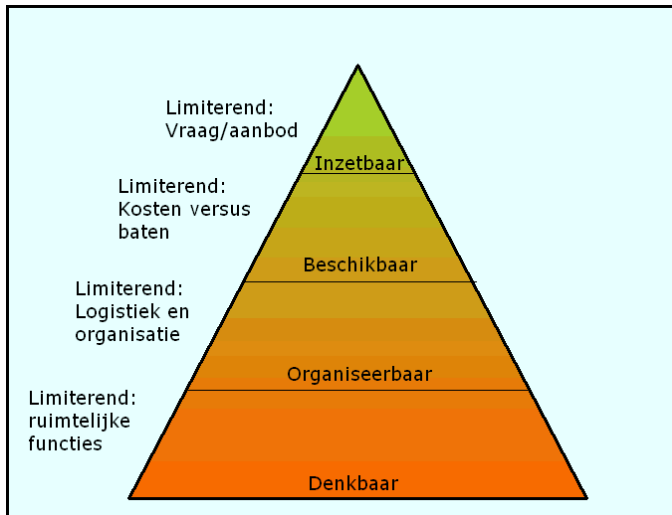 Limiterend:
Vraag/aanbod
Inzetbaar
Limiterend:
Kosten versus
baten
Beschikbaar
Limiterend:
Logistiek en
organisatie
Organiseerbaar
Limiterend:
ruimtelijke
functies
Denkbaar